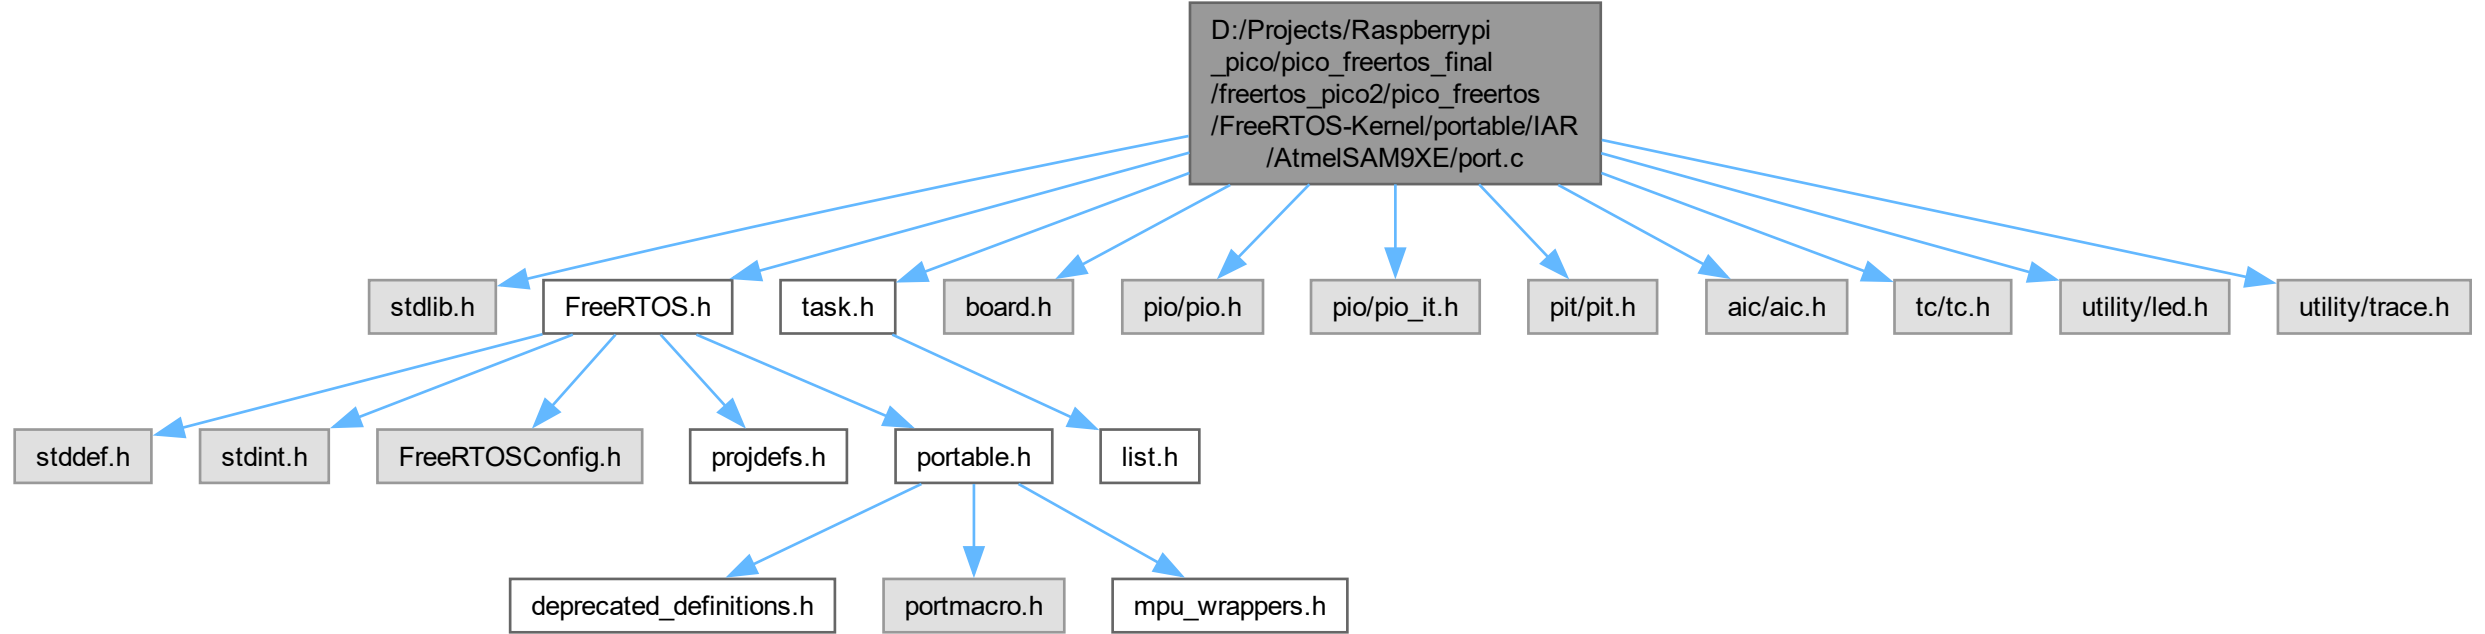 D:/Projects/Raspberrypi
_pico/pico_freertos_final
/freertos_pico2/pico_freertos
/FreeRTOS-Kernel/portable/IAR
/AtmelSAM9XE/port.c
stdlib.h
FreeRTOS.h
task.h
board.h
pio/pio.h
pio/pio_it.h
pit/pit.h
aic/aic.h
tc/tc.h
utility/led.h
utility/trace.h
stddef.h
stdint.h
FreeRTOSConfig.h
projdefs.h
portable.h
list.h
deprecated_definitions.h
portmacro.h
mpu_wrappers.h